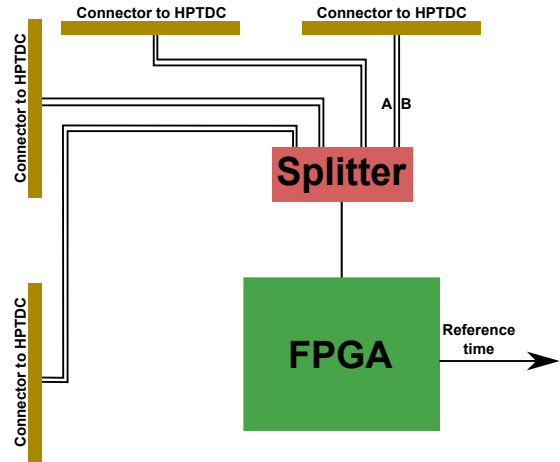 Connector to HPTDC
Connector to HPTDC
Connector to HPTDC
A B
Splitter
Connector to HPTDC
FPGA
Reference
time